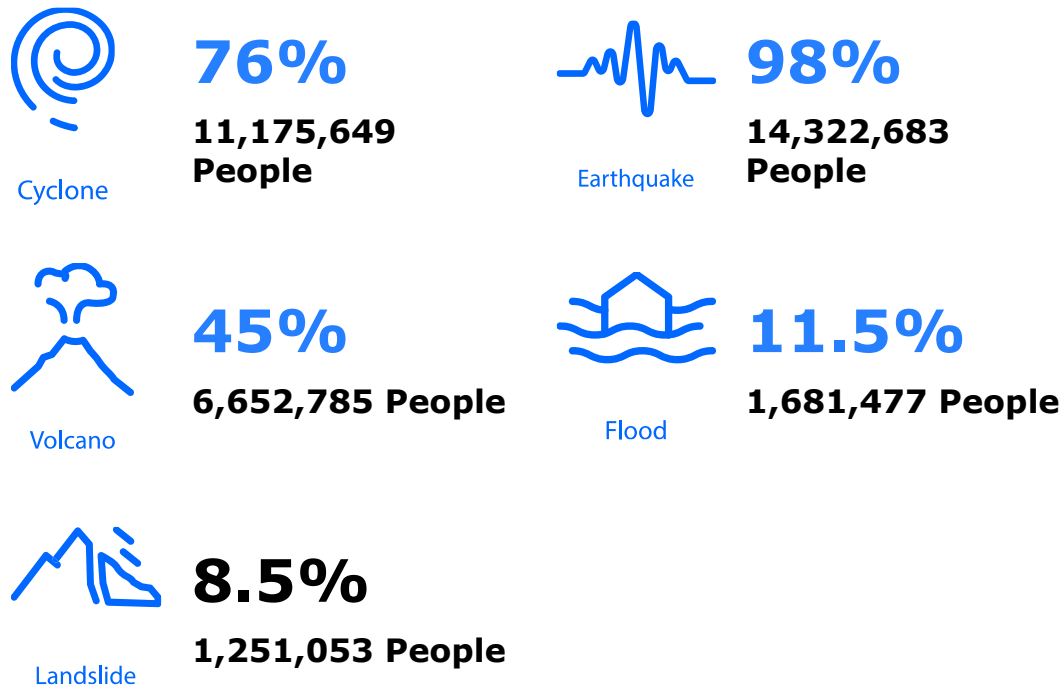 76%
11,175,649
People
Cyclone
98%
14,322,683
People
Earthquake
45%
6,652,785 People
Volcano
11.5%
1,681,477 People
Flood
8.5%
1,251,053 People
Landslide